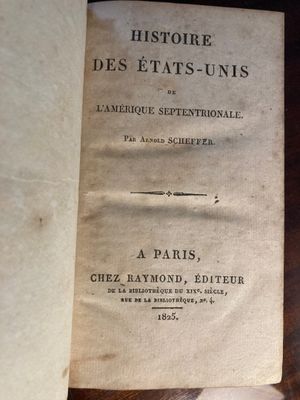 HISTOIRE
DES ÉTATS-UNIS
DE
L'AMÉRIQUE SEPTENTRIONALE.
PAR ARNOLD SCHEFFER.
A PARIS,
CHEZ RAYMOND, ÉDITEUR
DE LA BIBLIOTHÈQUE DU XIXe. SIÈCLE,
RUE DE LA BIBLIOTHÈQUE, No. 4.
1825.